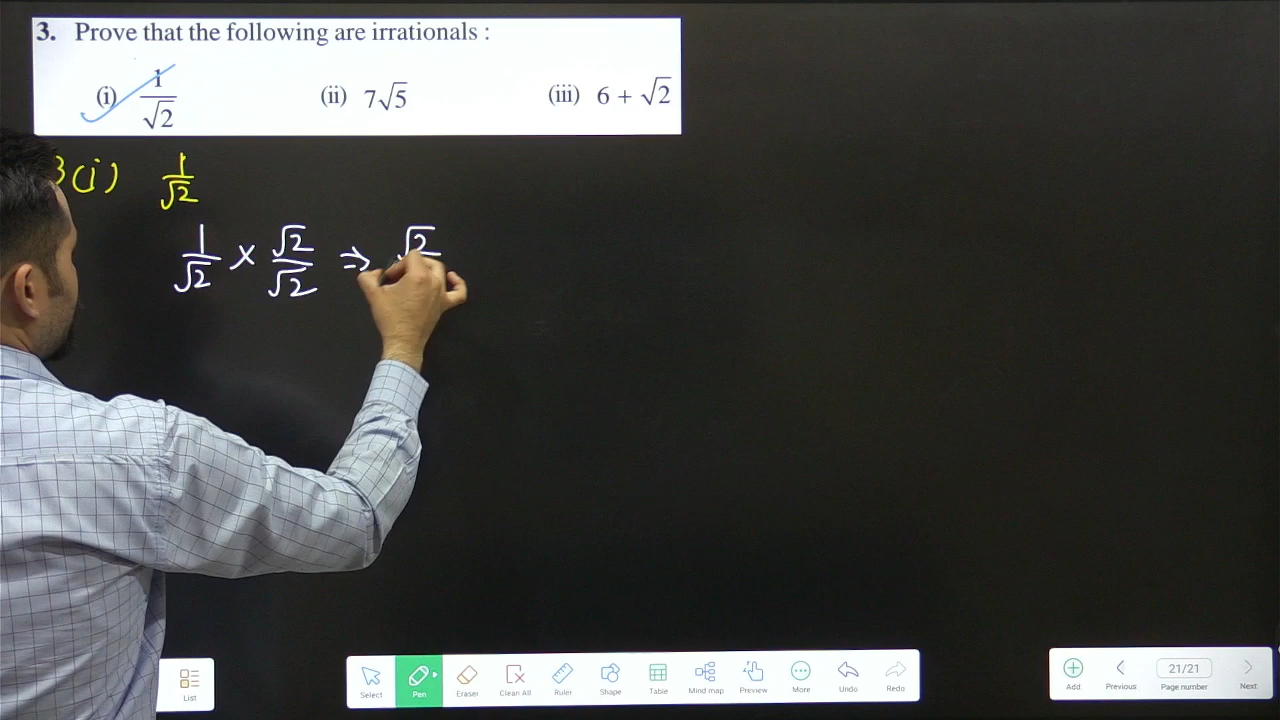 3. Prove that the following are irrationals :
(i) 1/√2 (ii) 7√5 (iii) 6 + √2
3(i) 1/√2
1/√2 × √2/√2 ⇒ √2
List
Select Pen Eraser Clean All Ruler Shape Table Mind map Preview More Undo Redo
Add Previous 21/21 Page number Next